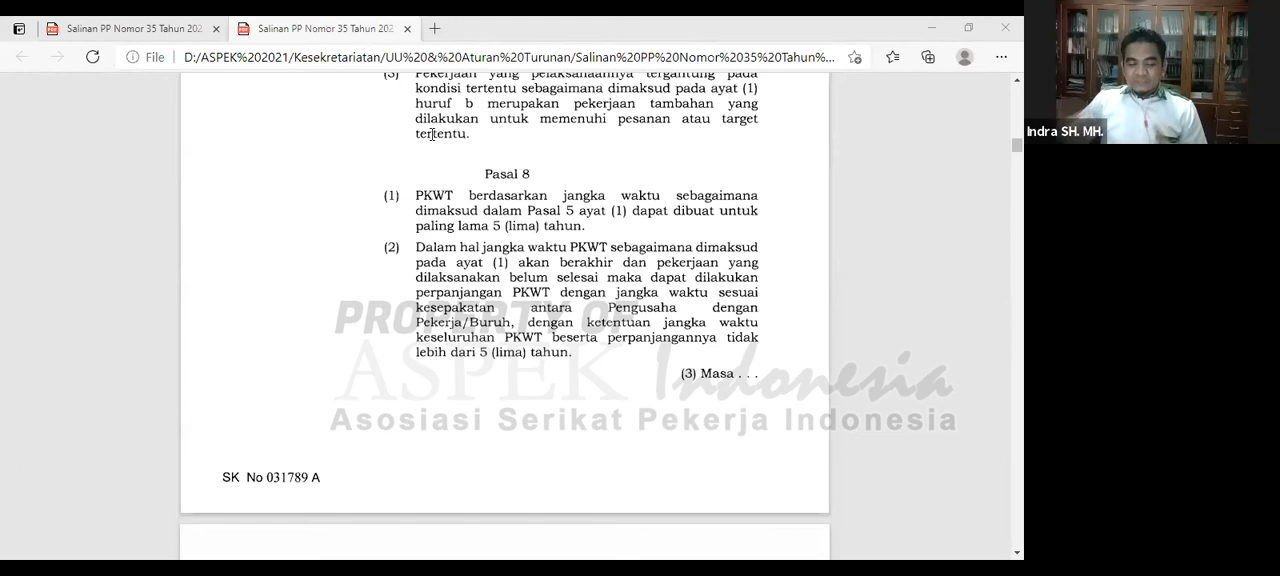 Salinan PP Nomor 35 Tahun 202
Salinan PP Nomor 35 Tahun 202
File
D:/ASPEK%202021/Kesekretariatan/UU%20&%20Aturan%20Turunan/Salinan%20PP%20Nomor%2035%20Tahun%...
(3) Pekerjaan yang pelaksanaannya tergantung pada
kondisi tertentu sebagaimana dimaksud pada ayat (1)
huruf b merupakan pekerjaan tambahan yang
dilakukan untuk memenuhi pesanan atau target
tertentu.
Pasal 8
(1) PKWT berdasarkan jangka waktu sebagaimana
dimaksud dalam Pasal 5 ayat (1) dapat dibuat untuk
paling lama 5 (lima) tahun.
(2) Dalam hal jangka waktu PKWT sebagaimana dimaksud
pada ayat (1) akan berakhir dan pekerjaan yang
dilaksanakan belum selesai maka dapat dilakukan
perpanjangan PKWT dengan jangka waktu sesuai
kesepakatan antara Pengusaha dengan
Pekerja/Buruh, dengan ketentuan jangka waktu
keseluruhan PKWT beserta perpanjangannya tidak
lebih dari 5 (lima) tahun.
(3) Masa . . .
PROPERTY OF
ASPEK Indonesia
Asosiasi Serikat Pekerja Indonesia
SK No 031789 A
Indra SH. MH.